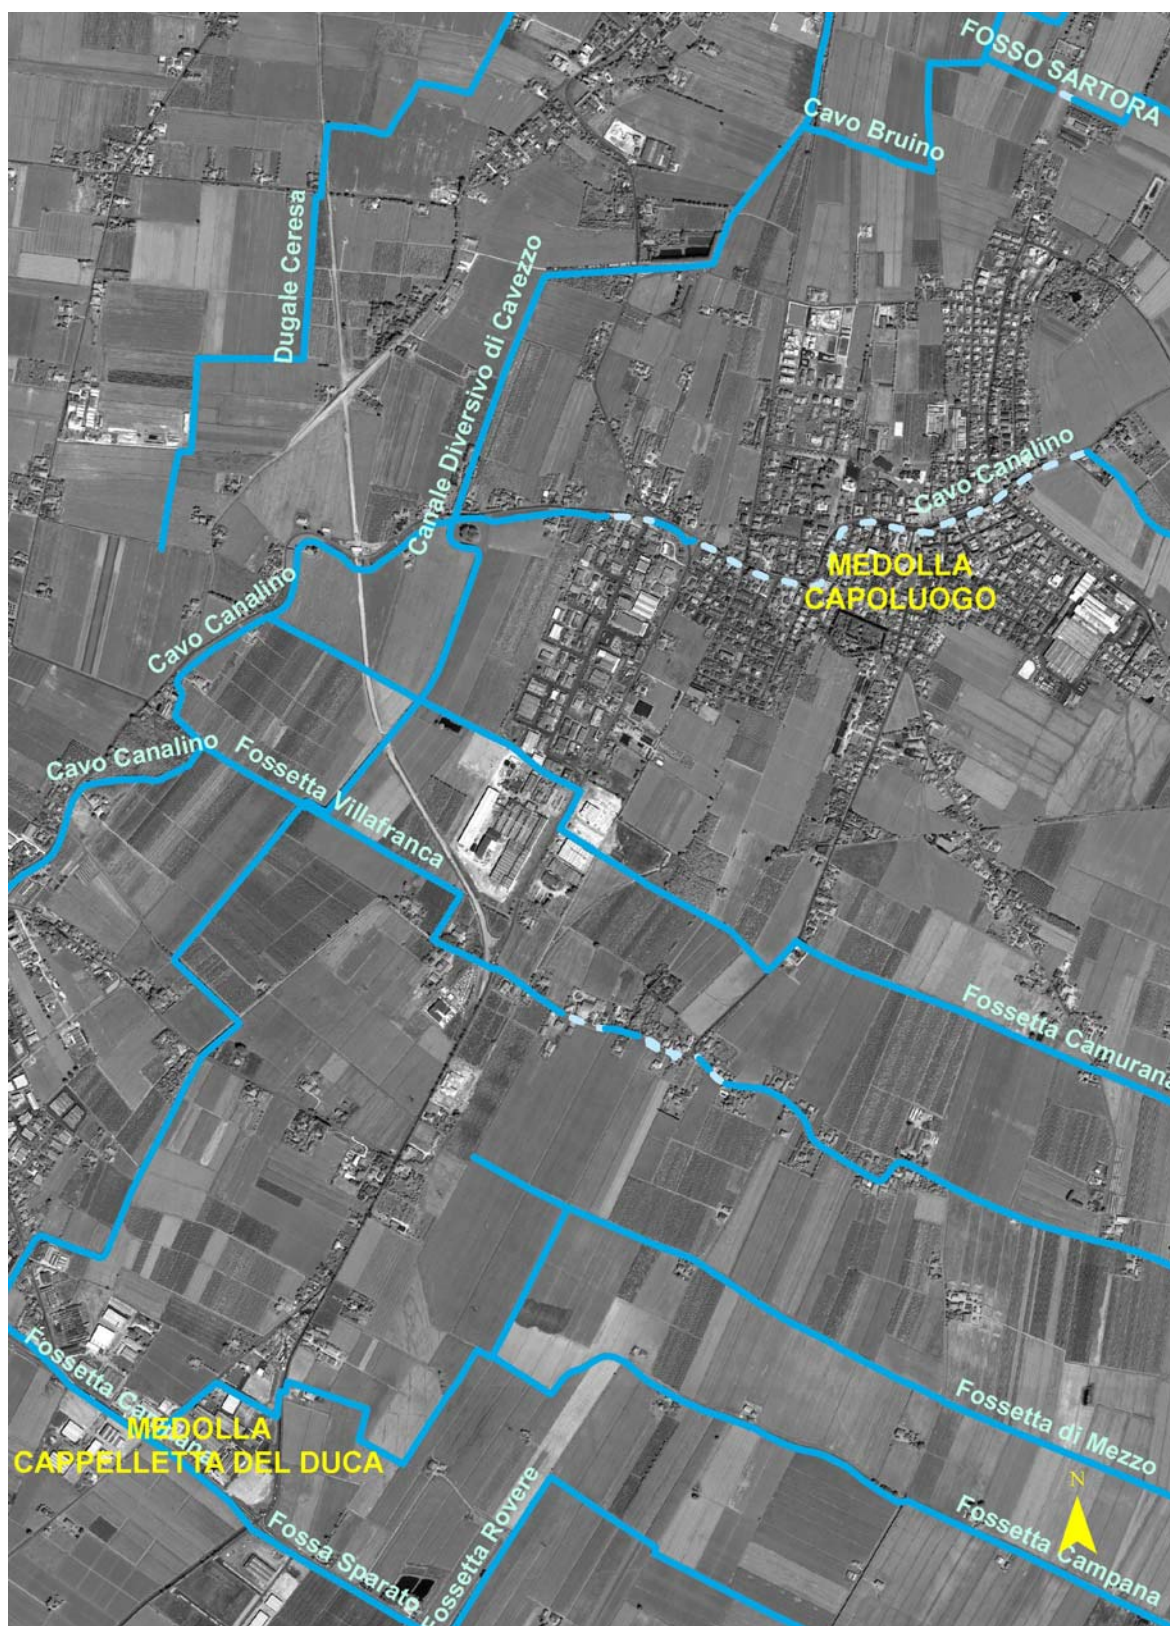 FOSSO SARTORA
Cavo Bruino
Dugale Ceresa
Canale Diversivo di Cavezzo
Cavo Canalino
MEDOLLA
CAPOLUOGO
Cavo Canalino
Cavo Canalino
Fossetta Villafranca
Fossetta Camurana
Fossetta
MEDOLLA
CAPPELLETTA DEL DUCA
Fossetta di Mezzo
N
Fossetta Campana
Fossa Sparato
Fossetta Rovere